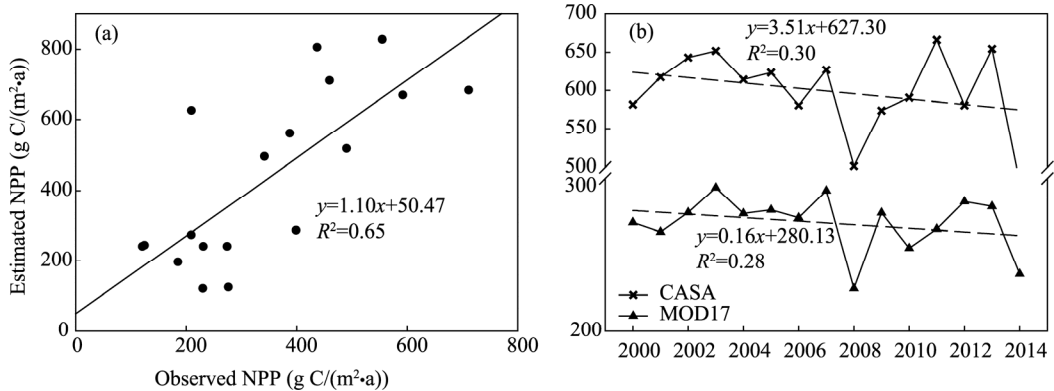 (a)
800
600
400
200
0
Estimated NPP (g C/(m²•a))
y=1.10x+50.47
R²=0.65
0 200 400 600 800
Observed NPP (g C/(m²•a))
(b)
700
650
600
550
500
300
200
y=3.51x+627.30
R²=0.30
y=0.16x+280.13
R²=0.28
CASA
MOD17
2000 2002 2004 2006 2008 2010 2012 2014